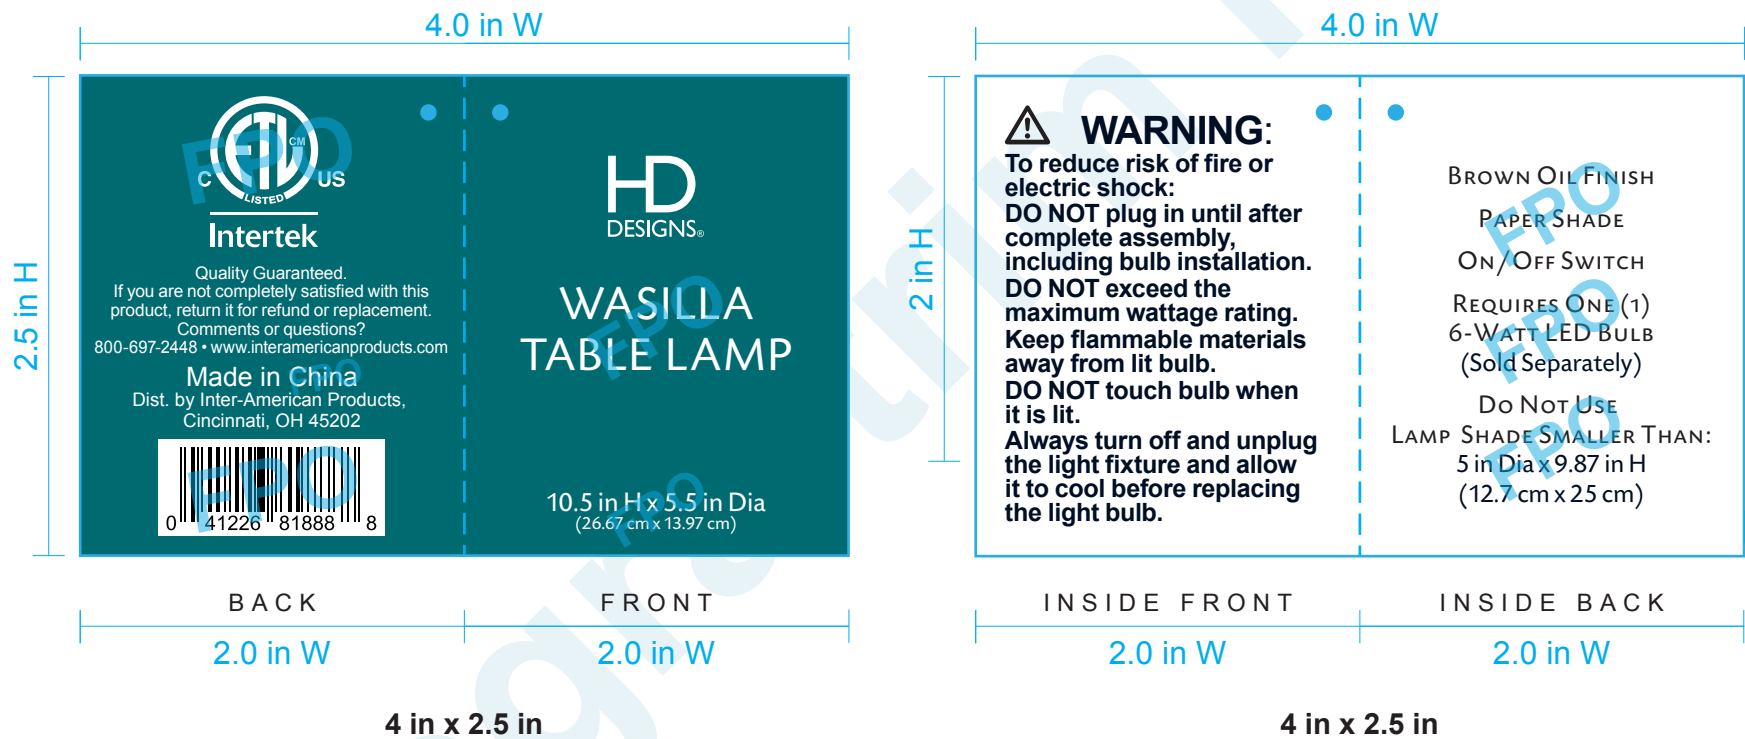 4.0 in W
2.5 in H
FPO
ETL
CM
C
US
LISTED
Intertek
Quality Guaranteed.
If you are not completely satisfied with this
product, return it for refund or replacement.
Comments or questions?
800-697-2448 • www.interamericanproducts.com
Made in China
FPO
Dist. by Inter-American Products,
Cincinnati, OH 45202
FPO
0 41226 81888 8
HD
DESIGNS®
WASILLA
TABLE LAMP
FPO
10.5 in H x 5.5 in Dia
(26.67 cm x 13.97 cm)
FPO
BACK
FRONT
2.0 in W
2.0 in W
4 in x 2.5 in
4.0 in W
2 in H
WARNING:
To reduce risk of fire or
electric shock:
DO NOT plug in until after
complete assembly,
including bulb installation.
DO NOT exceed the
maximum wattage rating.
Keep flammable materials
away from lit bulb.
DO NOT touch bulb when
it is lit.
Always turn off and unplug
the light fixture and allow
it to cool before replacing
the light bulb.
Brown Oil Finish
Paper Shade
FPO
On/Off Switch
Requires One (1)
6-Watt LED Bulb
(Sold Separately)
FPO
Do Not Use
Lamp Shade Smaller Than:
5 in Dia x 9.87 in H
(12.7 cm x 25 cm)
FPO
INSIDE FRONT
INSIDE BACK
2.0 in W
2.0 in W
4 in x 2.5 in